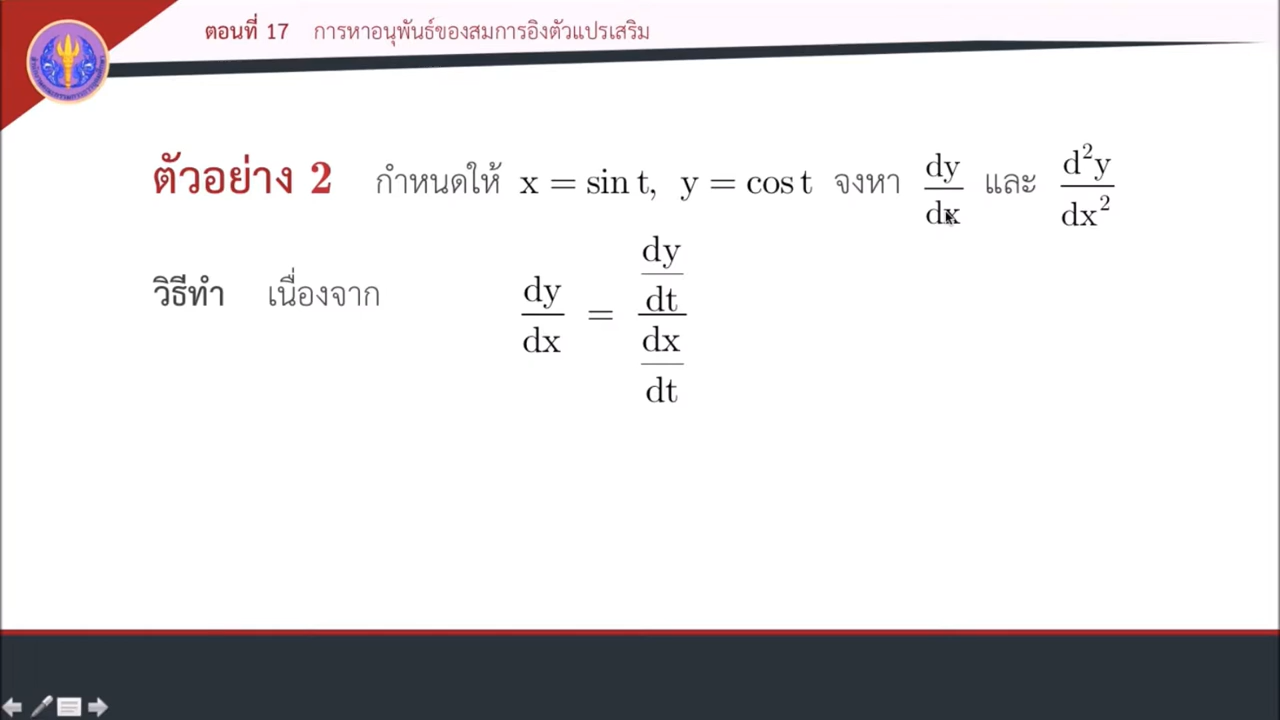 ตอนที่ 17 การหาอนุพันธ์ของสมการอิงตัวแปรเสริม
ตัวอย่าง 2 กำหนดให้ x = sin t, y = cos t จงหา dy/dx และ d²y/dx²
วิธีทำ เนื่องจาก dy/dx = (dy/dt)/(dx/dt)